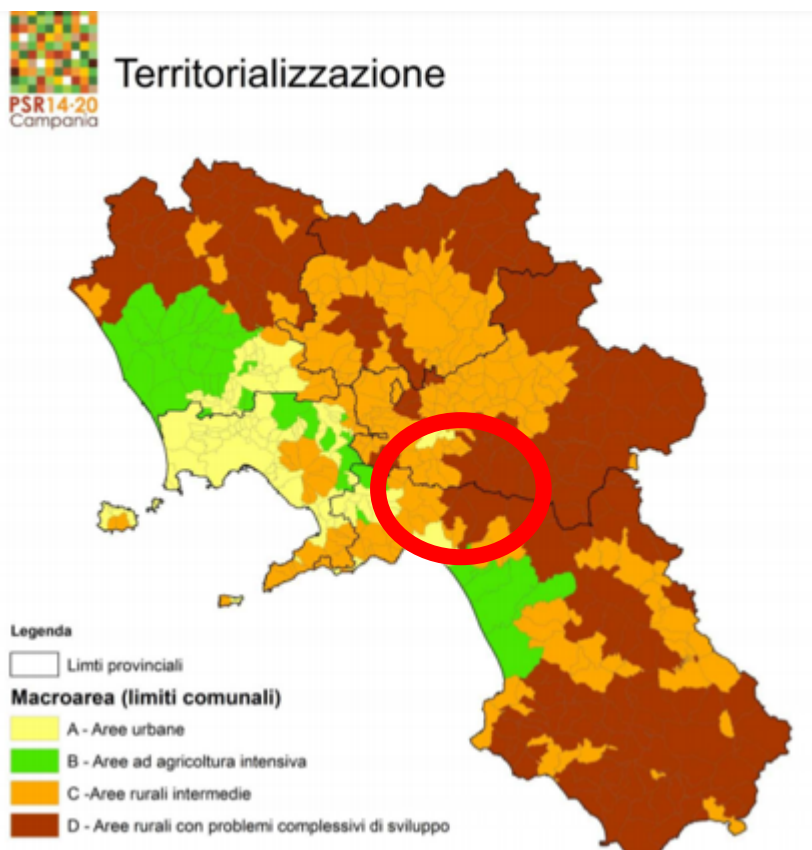 PSR14-20
Campania
Territorializzazione
Legenda
Limti provinciali
Macroarea (limiti comunali)
A - Aree urbane
B - Aree ad agricoltura intensiva
C -Aree rurali intermedie
D - Aree rurali con problemi complessivi di sviluppo